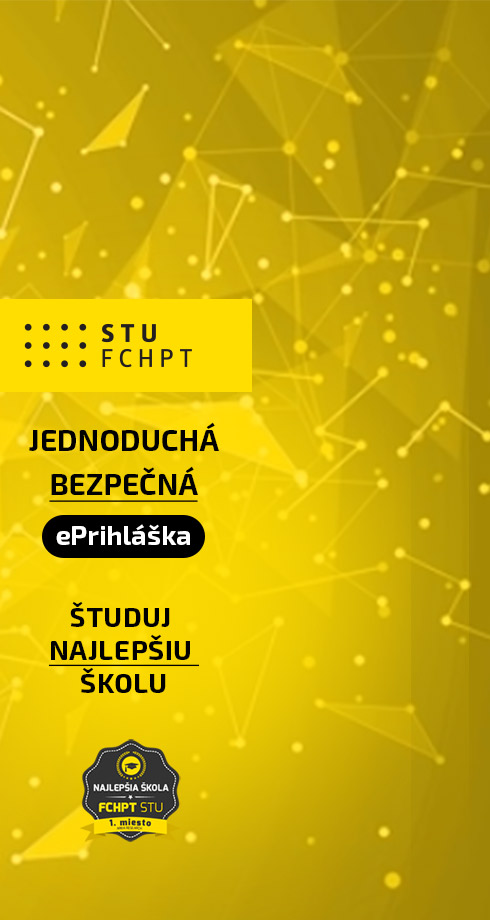 STU
FCHPT
JEDNODUCHÁ
BEZPEČNÁ
ePrihláška
ŠTUDUJ
NAJLEPŠIU
ŠKOLU
NAJLEPŠIA ŠKOLA
FCHPT STU
1. miesto